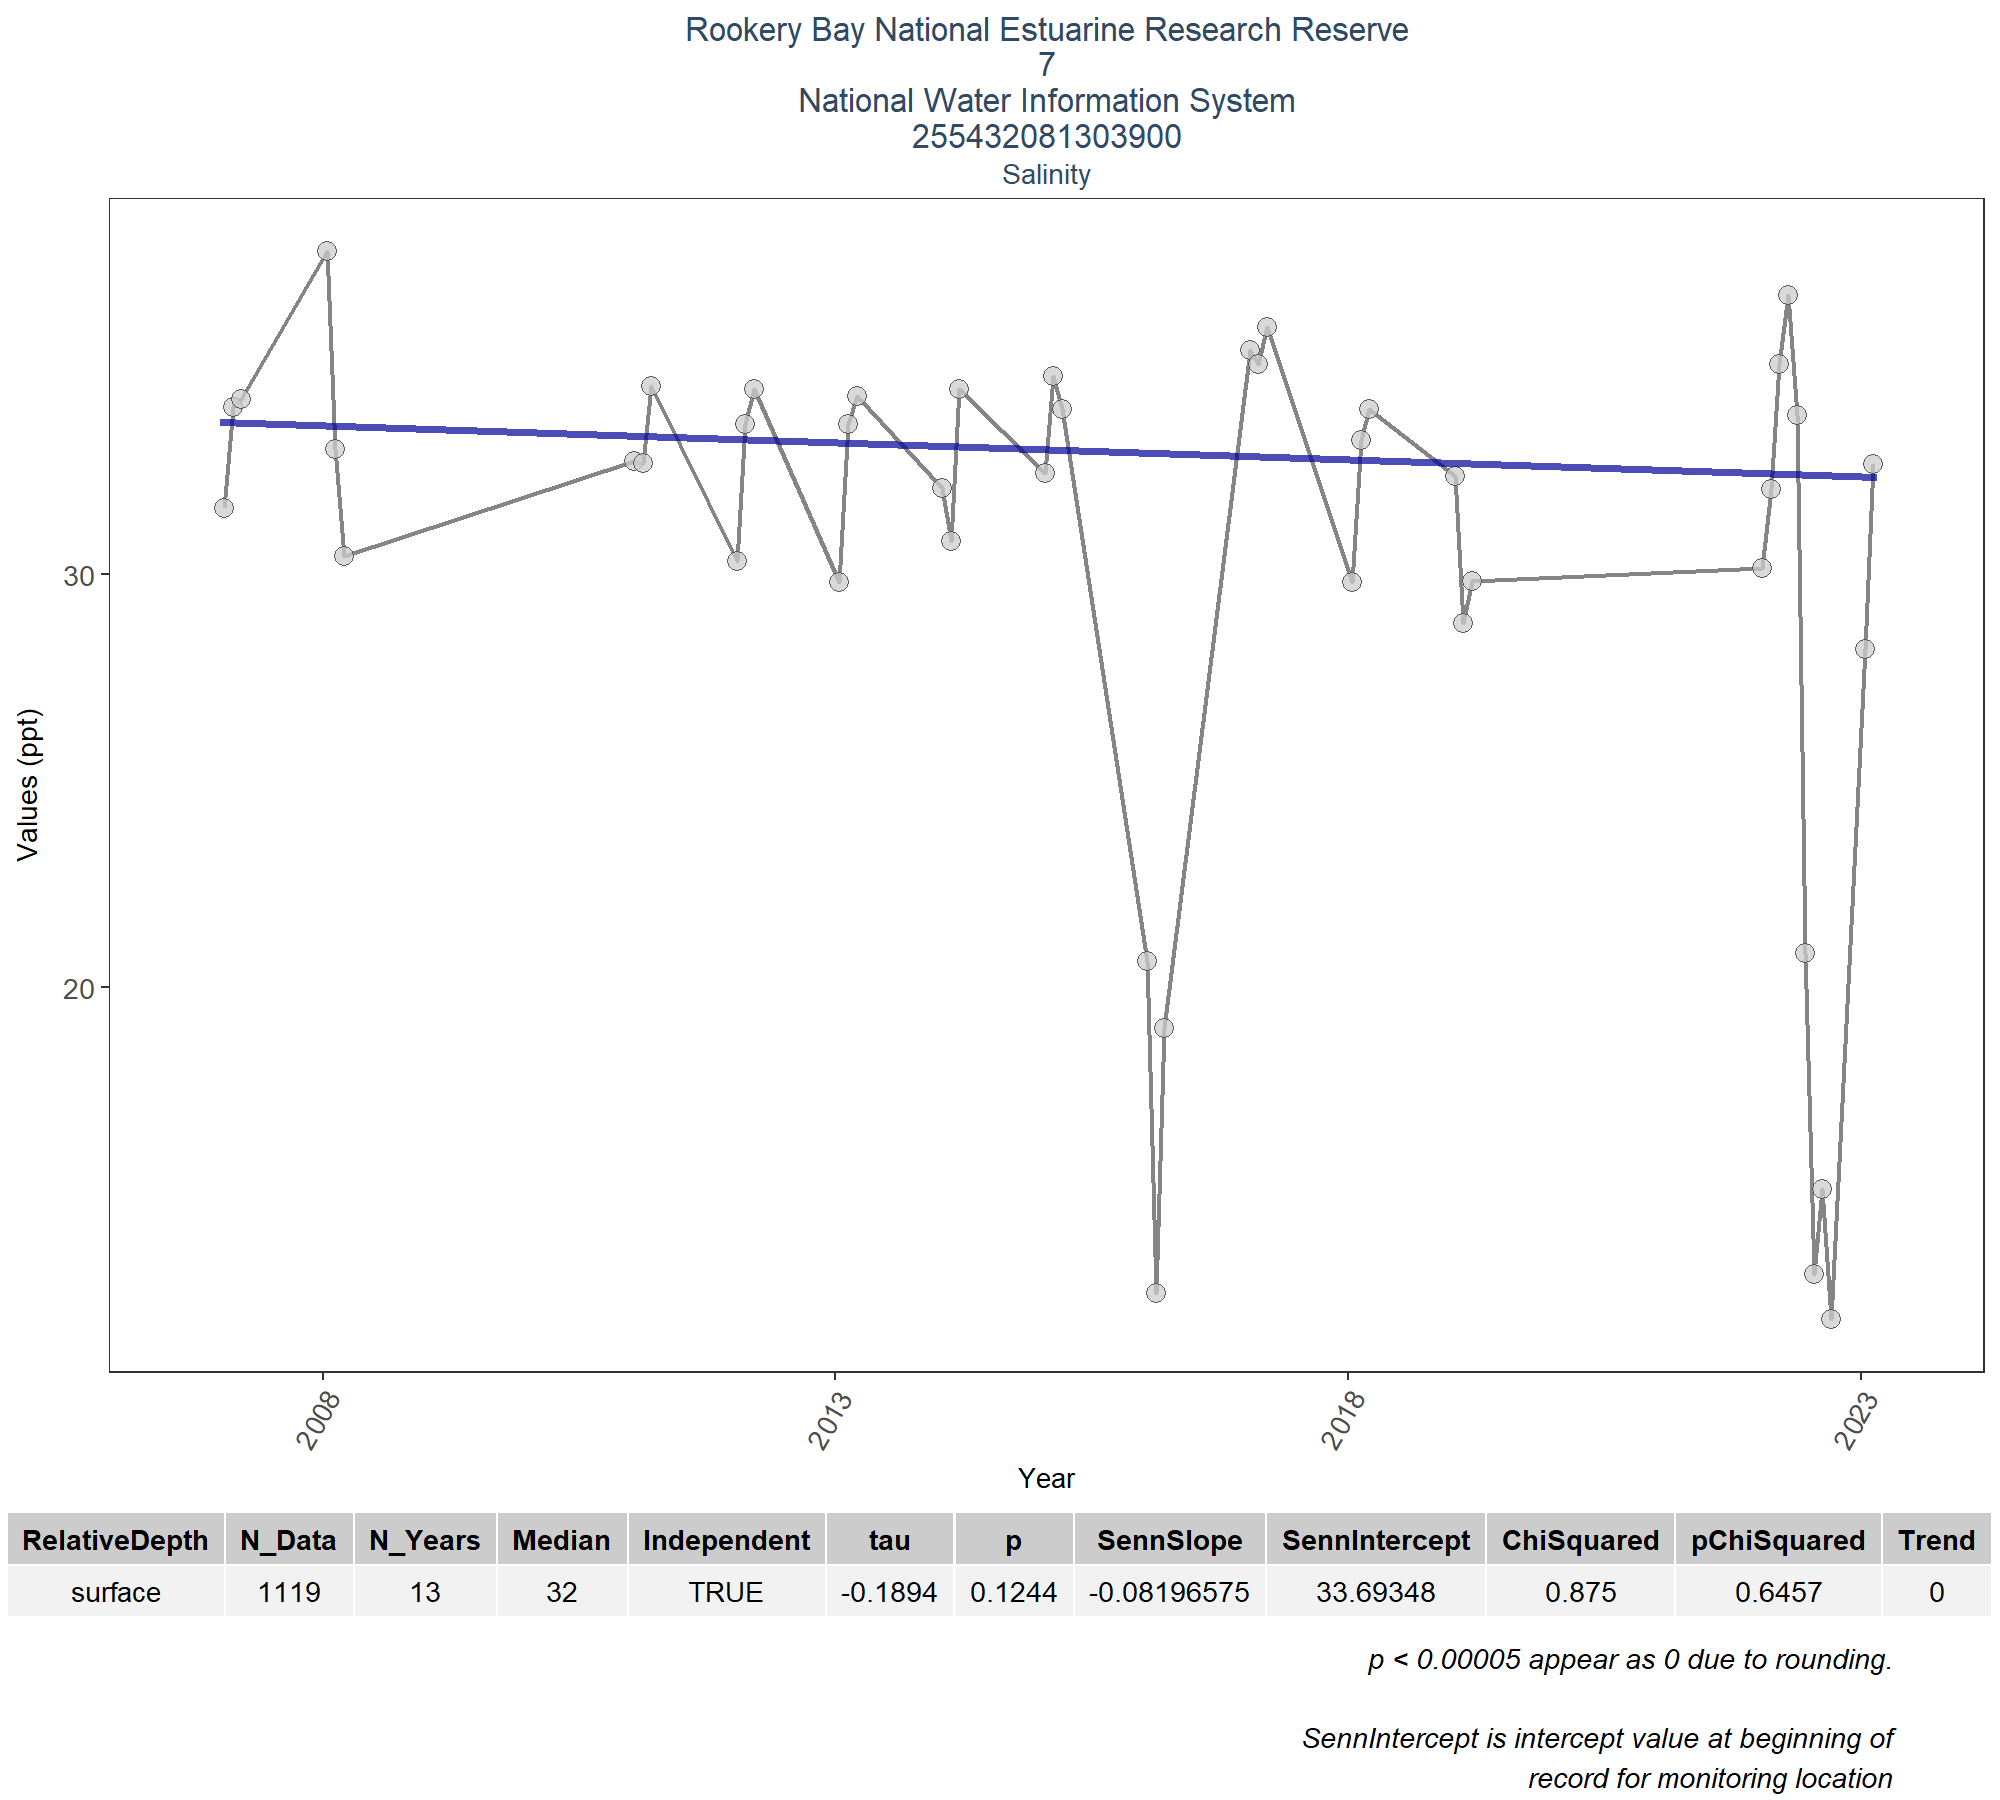 Rookery Bay National Estuarine Research Reserve
7
National Water Information System
255432081303900
Salinity
Values (ppt)
30
20
2008
2013
2018
2023
Year
RelativeDepth N_Data N_Years Median Independent tau p SennSlope SennIntercept ChiSquared pChiSquared Trend
surface 1119 13 32 TRUE -0.1894 0.1244 -0.08196575 33.69348 0.875 0.6457 0
p < 0.00005 appear as 0 due to rounding.
SennIntercept is intercept value at beginning of
record for monitoring location